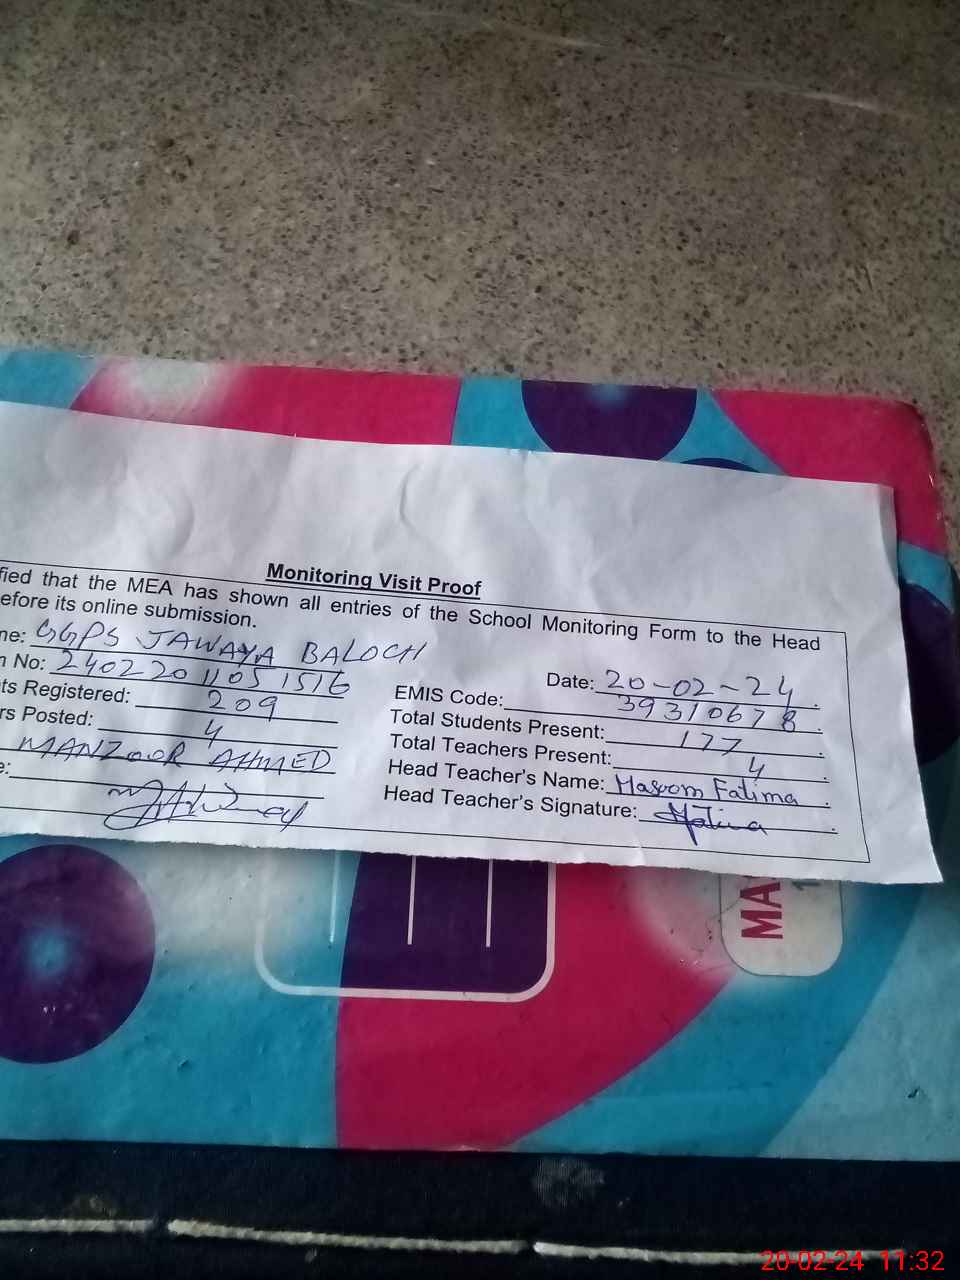 Monitoring Visit Proof
fied that the MEA has shown all entries of the School Monitoring Form to the Head
efore its online submission.
ne: GGPS JAWAYA BALOCH
Date: 20-02-24
n No: 2402201105 1516
EMIS Code: 39310678
ts Registered: 209
Total Students Present: 177
rs Posted: 4
Total Teachers Present: 4
MANZOOR AHMED
Head Teacher's Name: Masoom Fatima
e:
Head Teacher's Signature:
MA
20-02-24 11:32